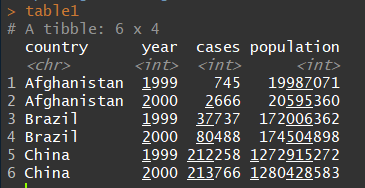 > table1
# A tibble: 6 x 4
country year cases population
<chr> <int> <int> <int>
1 Afghanistan 1999 745 19987071
2 Afghanistan 2000 2666 20595360
3 Brazil 1999 37737 172006362
4 Brazil 2000 80488 174504898
5 China 1999 212258 1272915272
6 China 2000 213766 1280428583